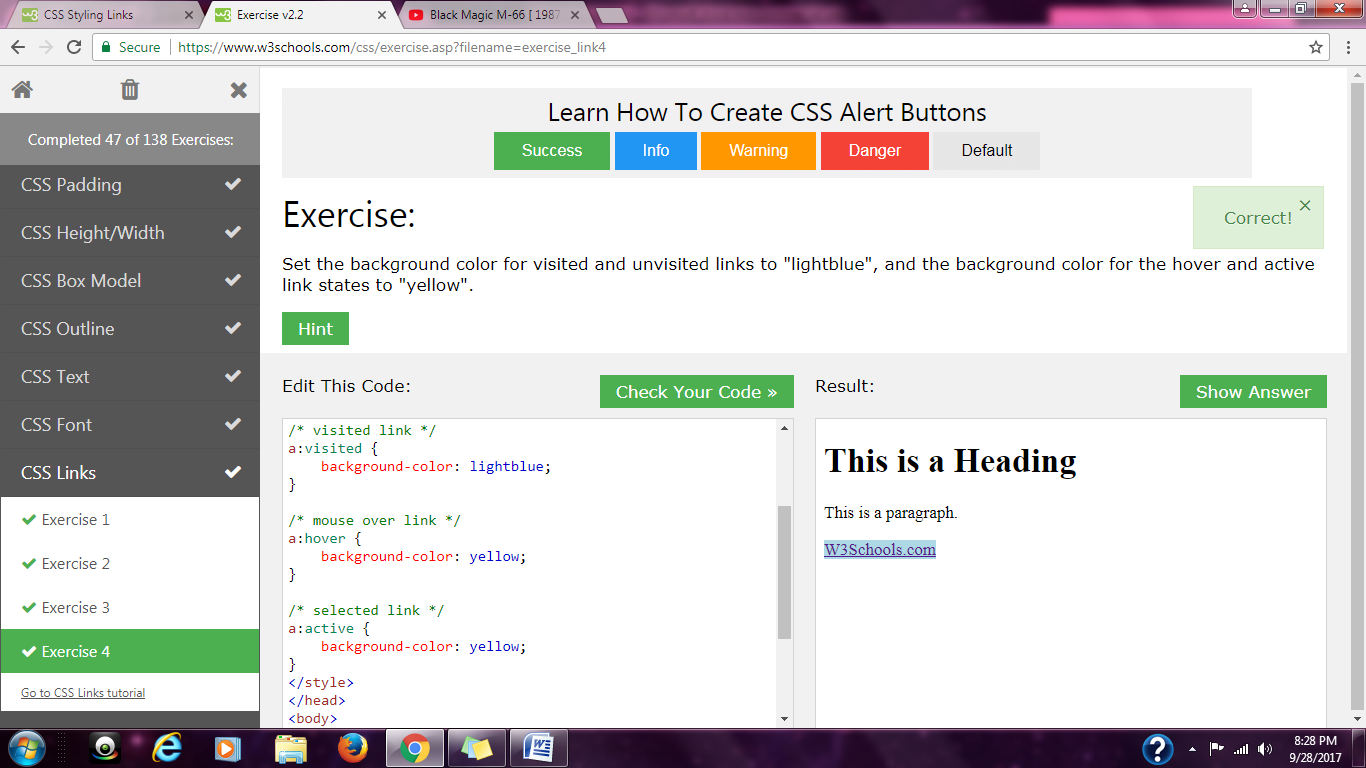 CSS Styling Links
Exercise v2.2
Black Magic M-66 [ 1987
Secure
https://www.w3schools.com/css/exercise.asp?filename=exercise_link4
Completed 47 of 138 Exercises:
CSS Padding
CSS Height/Width
CSS Box Model
CSS Outline
CSS Text
CSS Font
CSS Links
Exercise 1
Exercise 2
Exercise 3
Exercise 4
Go to CSS Links tutorial
Learn How To Create CSS Alert Buttons
Success Info Warning Danger Default
Exercise:
Correct!
Set the background color for visited and unvisited links to "lightblue", and the background color for the hover and active
link states to "yellow".
Hint
Edit This Code:
Check Your Code »
/* visited link */
a:visited {
    background-color: lightblue;
}
/* mouse over link */
a:hover {
    background-color: yellow;
}
/* selected link */
a:active {
    background-color: yellow;
}
</style>
</head>
<body>
Result:
Show Answer
This is a Heading
This is a paragraph.
W3Schools.com
8:28 PM
9/28/2017